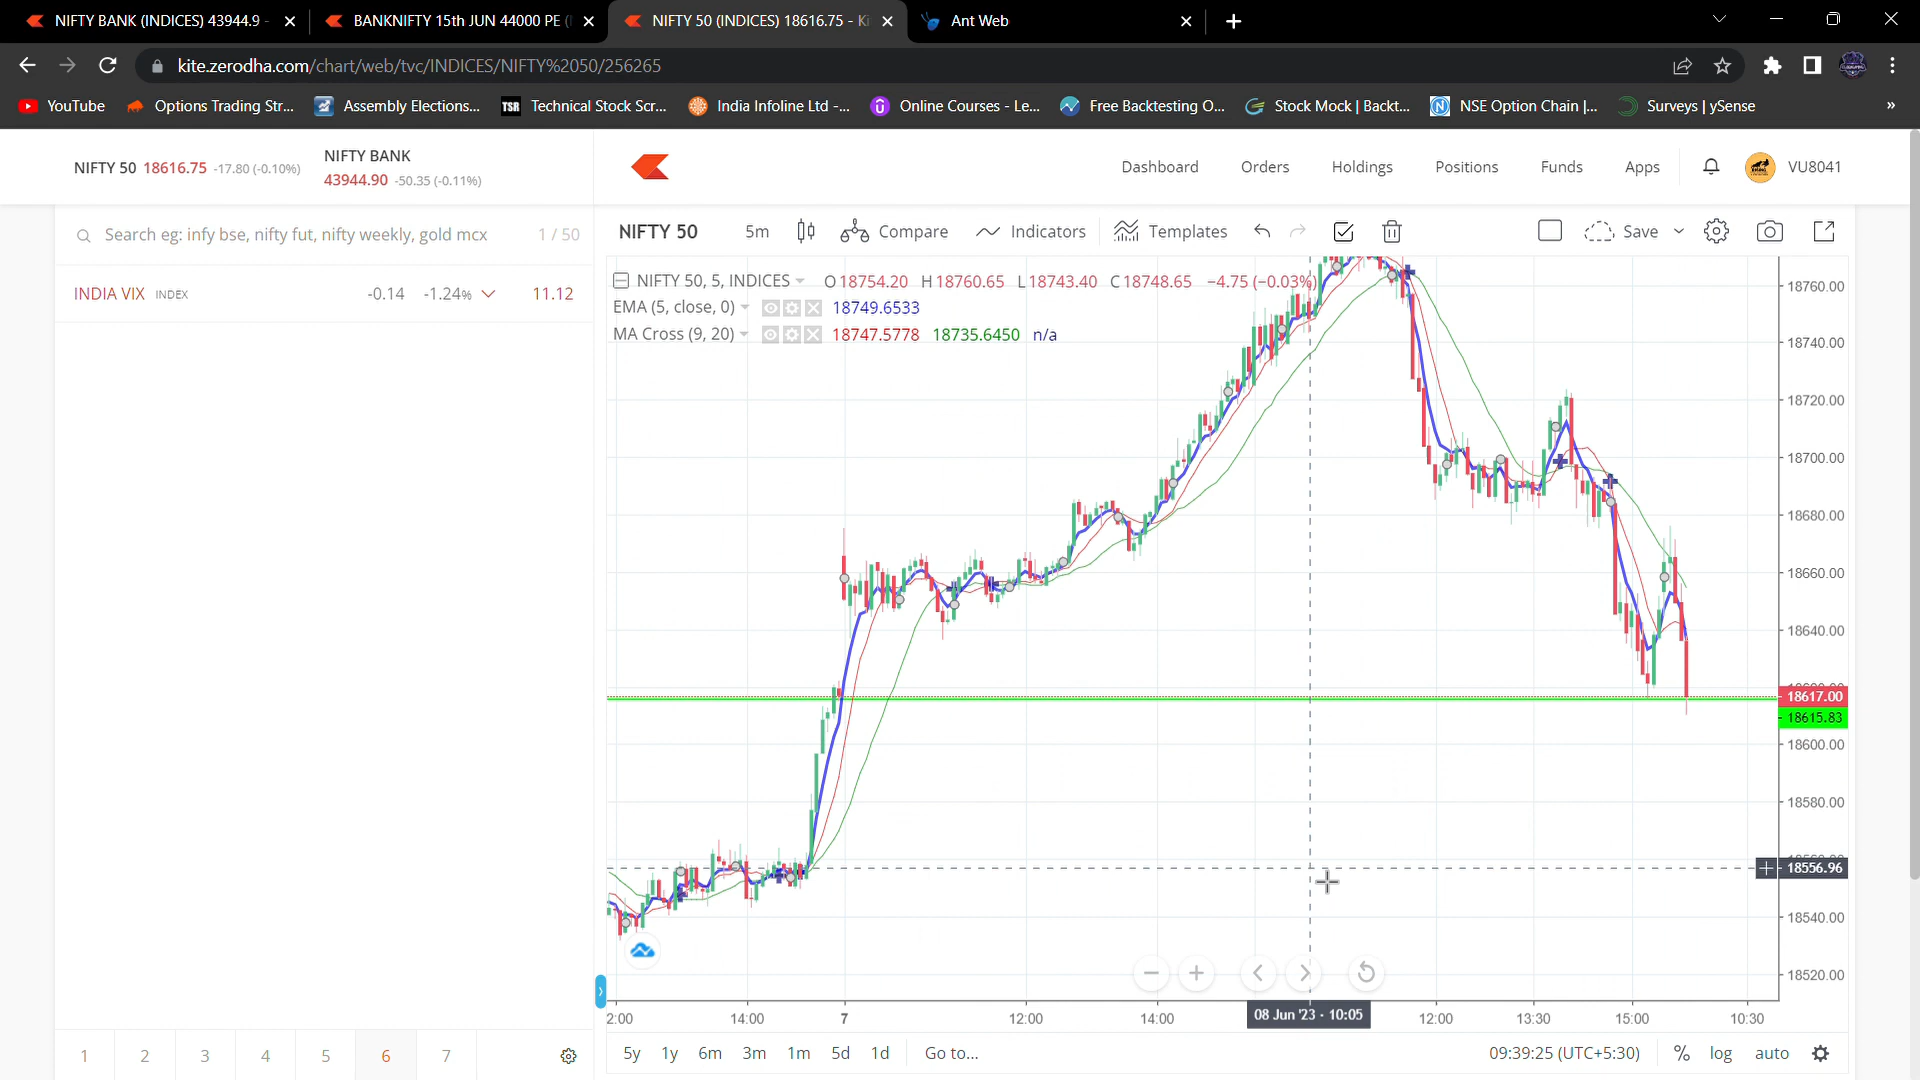 NIFTY BANK (INDICES) 43944.9 -
BANKNIFTY 15th JUN 44000 PE (
NIFTY 50 (INDICES) 18616.75 - Ki
Ant Web
kite.zerodha.com/chart/web/tvc/INDICES/NIFTY%2050/256265
YouTube
Options Trading Str...
Assembly Elections...
TSR
Technical Stock Scr...
India Infoline Ltd -...
Online Courses - Le...
Free Backtesting O...
Stock Mock | Backt...
NSE Option Chain |...
Surveys | ySense
»
NIFTY 50 18616.75 -17.80 (-0.10%)
NIFTY BANK
43944.90 -50.35 (-0.11%)
Dashboard
Orders
Holdings
Positions
Funds
Apps
VU8041
Search eg: infy bse, nifty fut, nifty weekly, gold mcx
1 / 50
INDIA VIX INDEX -0.14 -1.24% 11.12
NIFTY 50
5m
Compare
Indicators
Templates
Save
NIFTY 50, 5, INDICES O18754.20 H18760.65 L18743.40 C18748.65 −4.75 (−0.03%)
EMA (5, close, 0) 18749.6533
MA Cross (9, 20) 18747.5778 18735.6450 n/a
18760.00
18740.00
18720.00
18700.00
18680.00
18660.00
18640.00
18617.00
18615.83
18600.00
18580.00
18556.96
18540.00
18520.00
2:00
14:00
7
12:00
14:00
08 Jun '23 · 10:05
12:00
13:30
15:00
10:30
1 2 3 4 5 6 7
5y 1y 6m 3m 1m 5d 1d Go to...
09:39:25 (UTC+5:30) % log auto